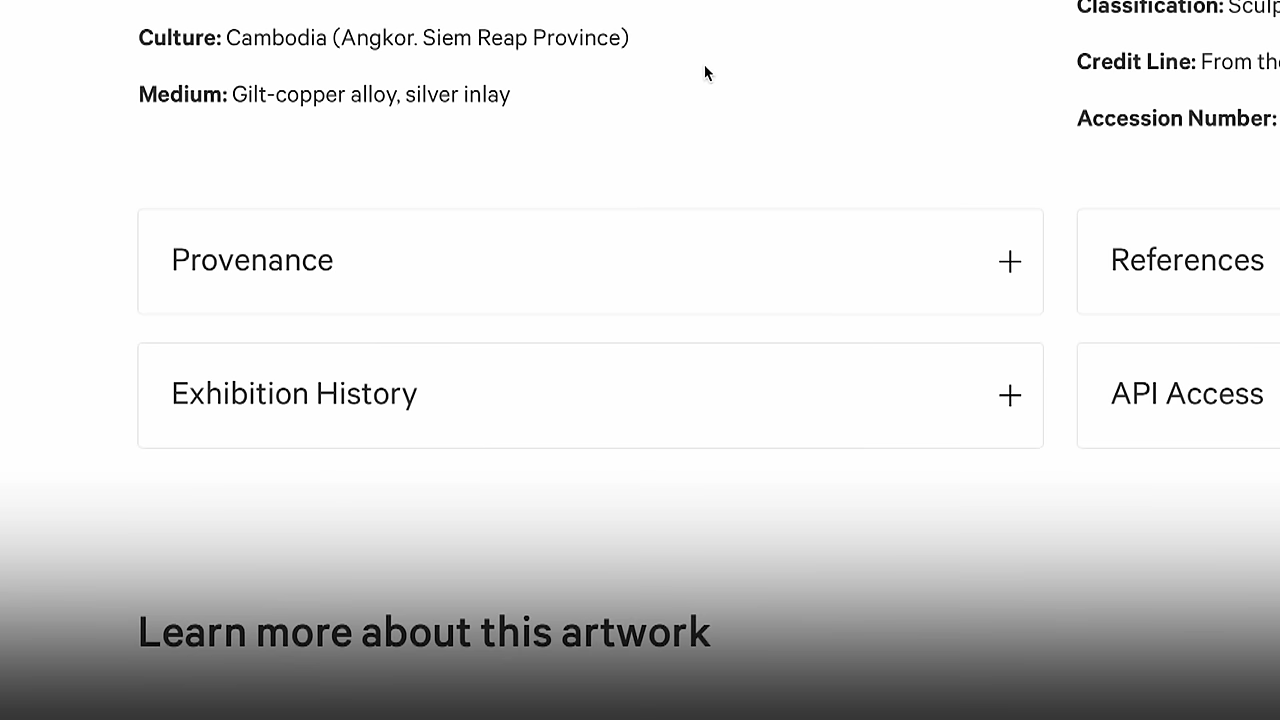 Classification:
Culture: Cambodia (Angkor. Siem Reap Province)
Credit Line: From
Medium: Gilt-copper alloy, silver inlay
Accession Number:
Provenance
References
Exhibition History
API Access
Learn more about this artwork